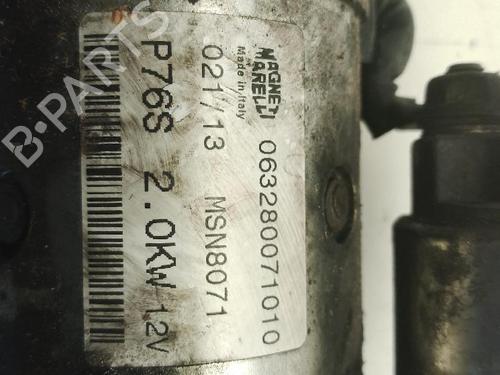 MAGNETI
MARELLI
Made in Italy
063280071010
021/13 MSN8071
P76S 2.0KW 12V
B-PARTS